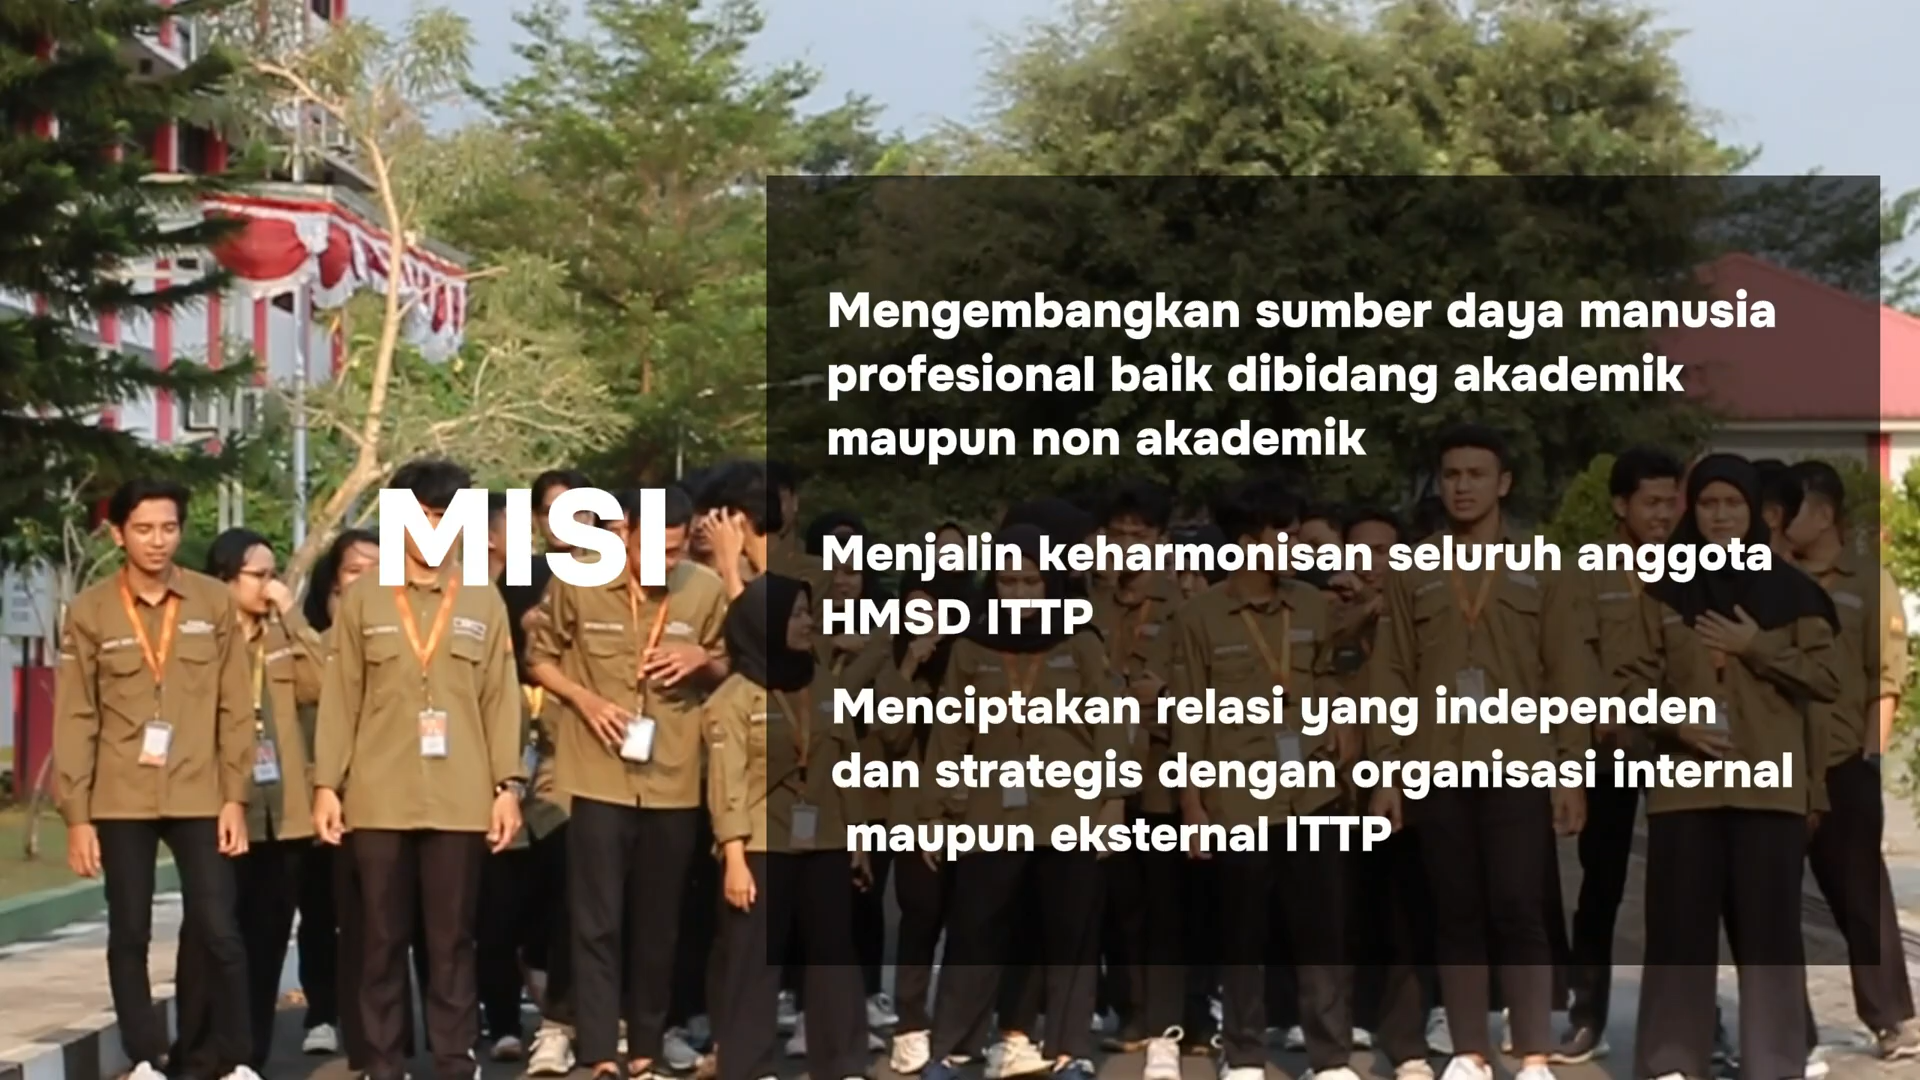 MISI
Mengembangkan sumber daya manusia
profesional baik dibidang akademik
maupun non akademik
Menjalin keharmonisan seluruh anggota
HMSD ITTP
Menciptakan relasi yang independen
dan strategis dengan organisasi internal
maupun eksternal ITTP